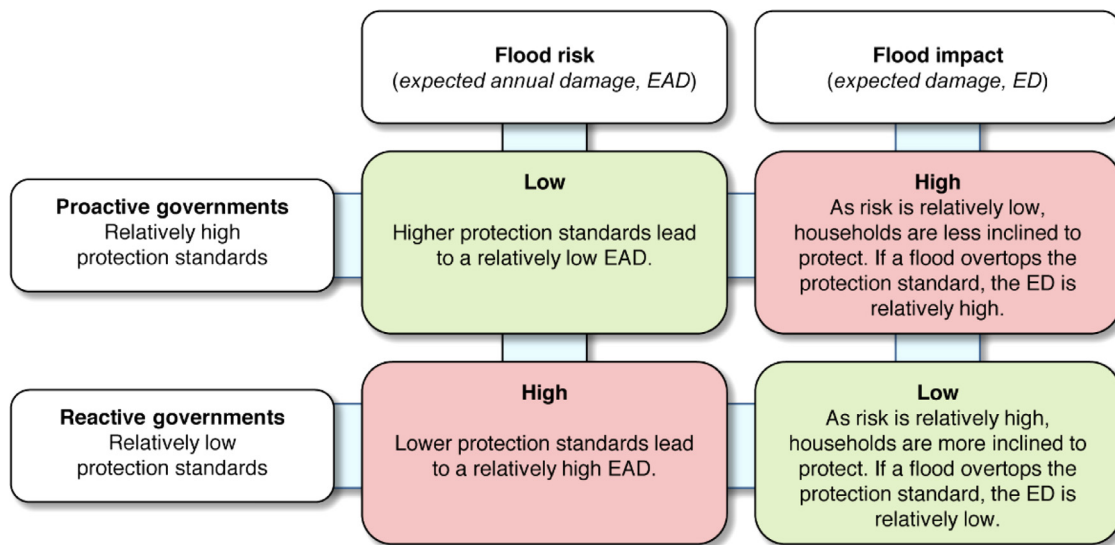 Flood risk
(expected annual damage, EAD)
Flood impact
(expected damage, ED)
Proactive governments
Relatively high
protection standards
Low
Higher protection standards lead
to a relatively low EAD.
High
As risk is relatively low,
households are less inclined to
protect. If a flood overtops the
protection standard, the ED is
relatively high.
Reactive governments
Relatively low
protection standards
High
Lower protection standards lead
to a relatively high EAD.
Low
As risk is relatively high,
households are more inclined to
protect. If a flood overtops the
protection standard, the ED is
relatively low.